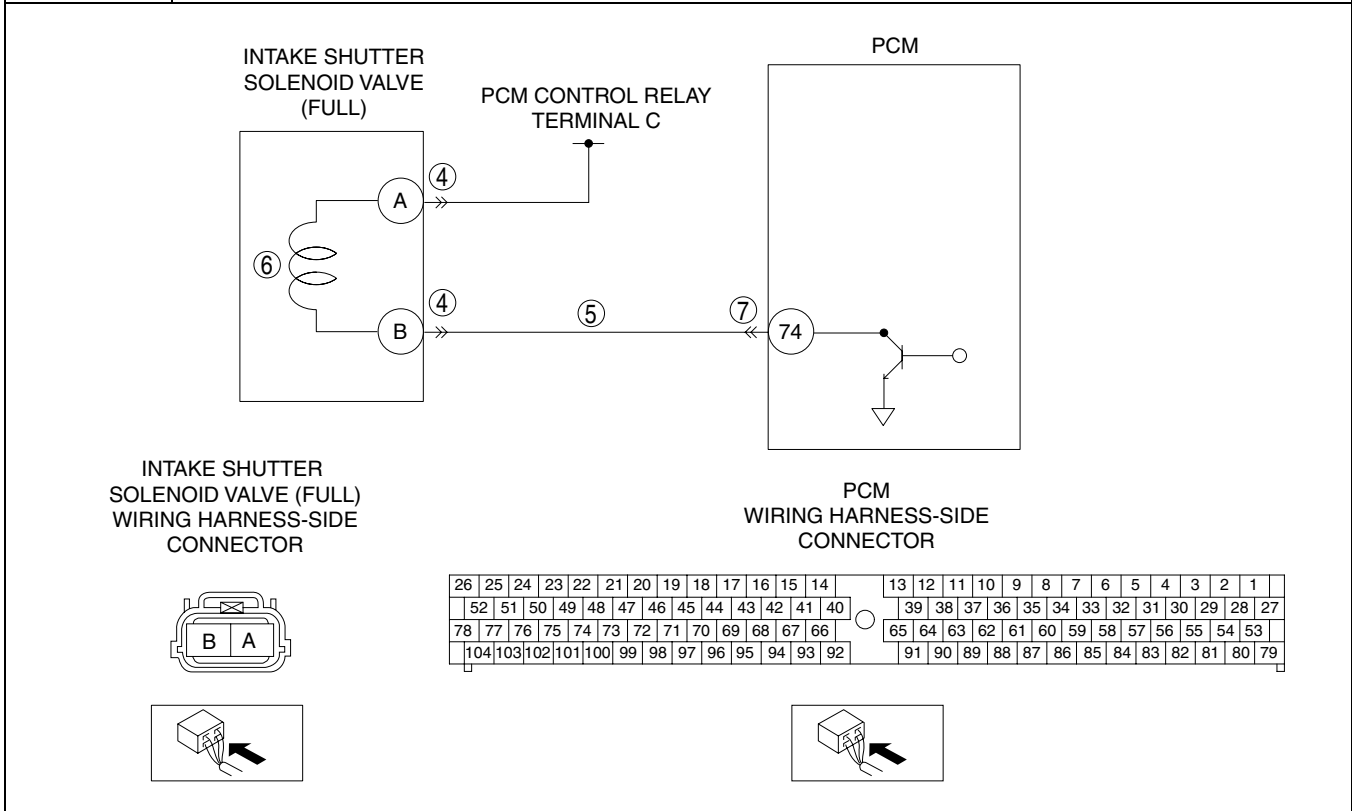 INTAKE SHUTTER
SOLENOID VALVE
(FULL)
PCM CONTROL RELAY
TERMINAL C
PCM
④
A
⑥
④
B
⑤
⑦
74
INTAKE SHUTTER
SOLENOID VALVE (FULL)
WIRING HARNESS-SIDE
CONNECTOR
B A
PCM
WIRING HARNESS-SIDE
CONNECTOR
26 25 24 23 22 21 20 19 18 17 16 15 14 13 12 11 10 9 8 7 6 5 4 3 2 1
52 51 50 49 48 47 46 45 44 43 42 41 40 39 38 37 36 35 34 33 32 31 30 29 28 27
78 77 76 75 74 73 72 71 70 69 68 67 66 65 64 63 62 61 60 59 58 57 56 55 54 53
104 103 102 101 100 99 98 97 96 95 94 93 92 91 90 89 88 87 86 85 84 83 82 81 80 79